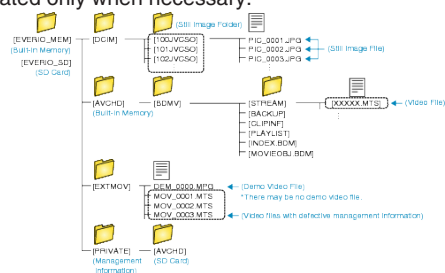 ated only when necessary.
(Still Image Folder)
[EVERIO_MEM]
(Built-in Memory)
[EVERIO_SD]
(SD Card)
[DCIM]
[100JVCSO]
[101JVCSO]
[102JVCSO]
PIC_0001.JPG
PIC_0002.JPG
PIC_0003.JPG
(Still Image File)
[AVCHD]
(Built-in Memory)
[BDMV]
[STREAM]
[BACKUP]
[CLIPINF]
[PLAYLIST]
[INDEX.BDM]
[MOVIEOBJ.BDM]
[XXXXX.MTS]
(Video File)
[EXTMOV]
DEM_0000.MPG
MOV_0001.MTS
MOV_0002.MTS
MOV_0003.MTS
(Demo Video File)
*There may be no demo video file.
(Video files with defective management information)
[PRIVATE]
(Management
Information)
[AVCHD]
(SD Card)